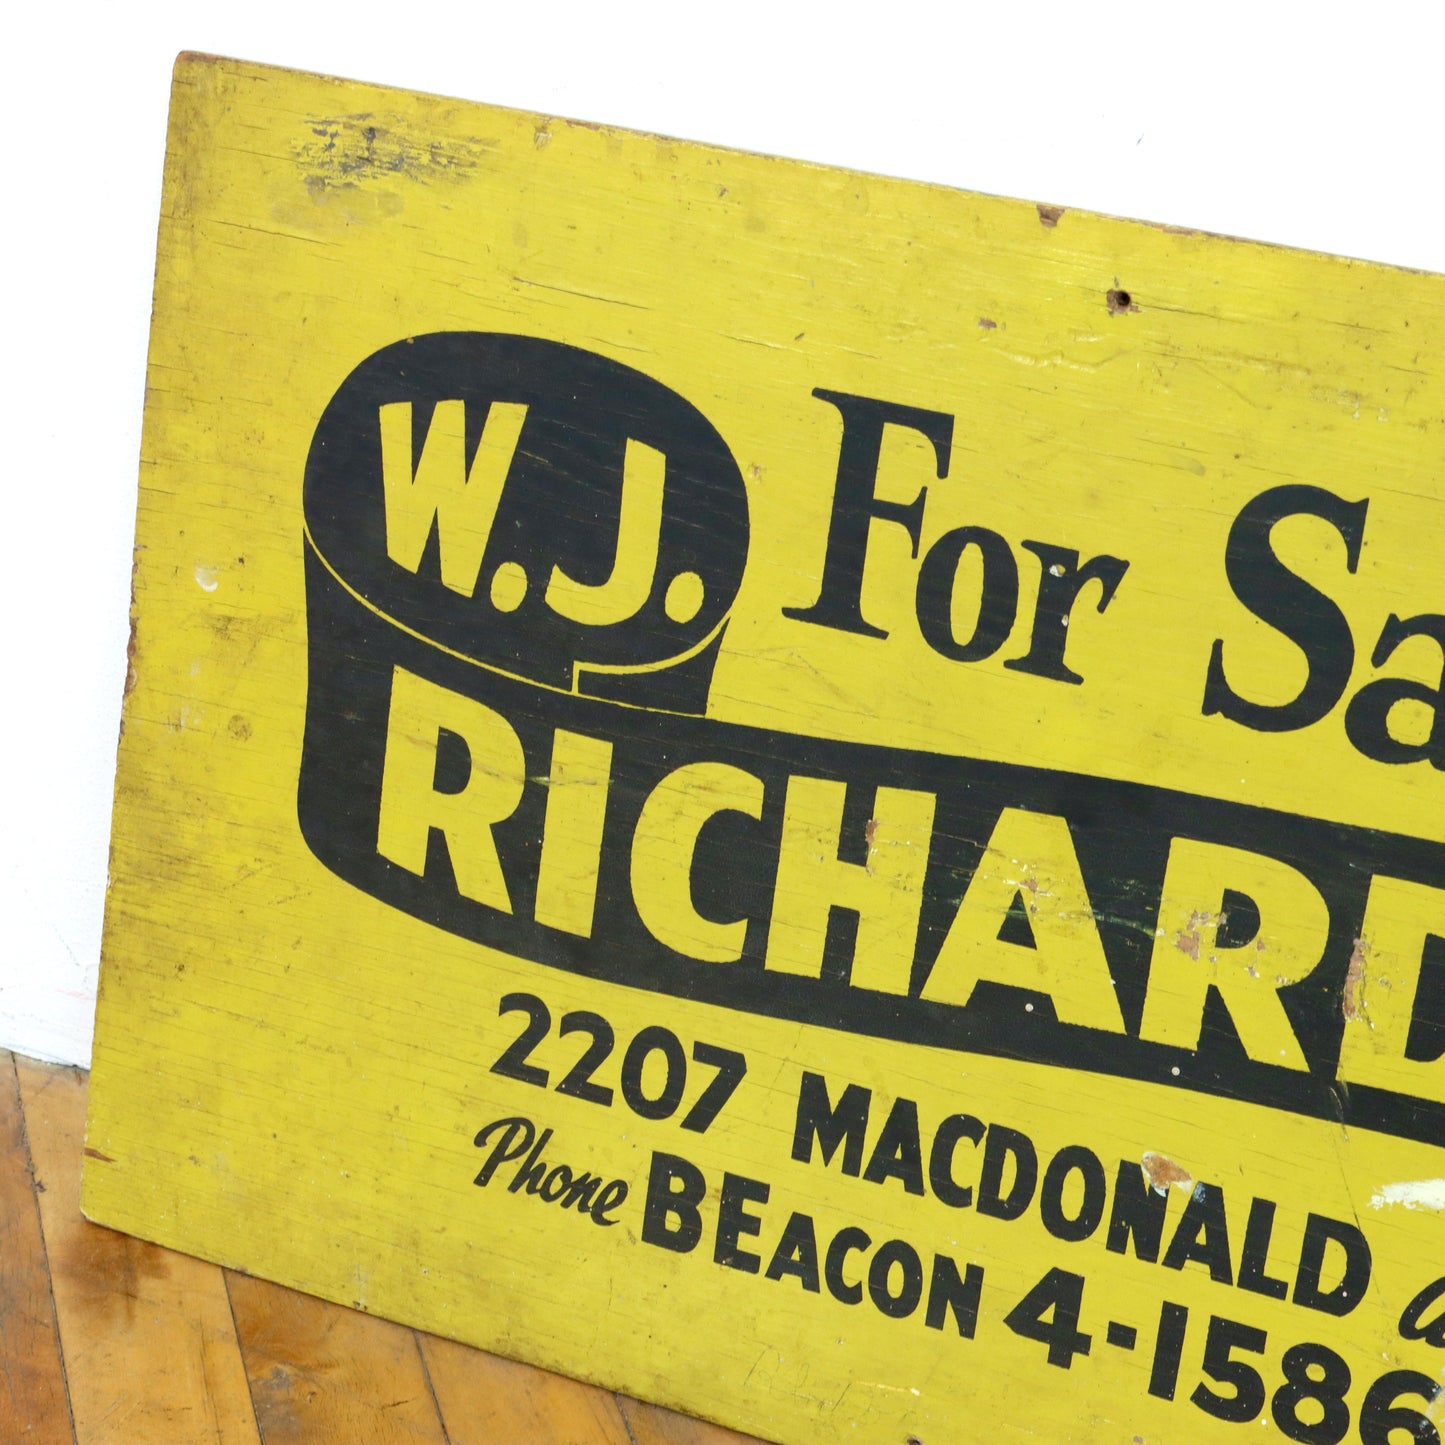 For Sa
W.J.
RICHARD
2207 MACDONALD
Phone BEACON 4-1586